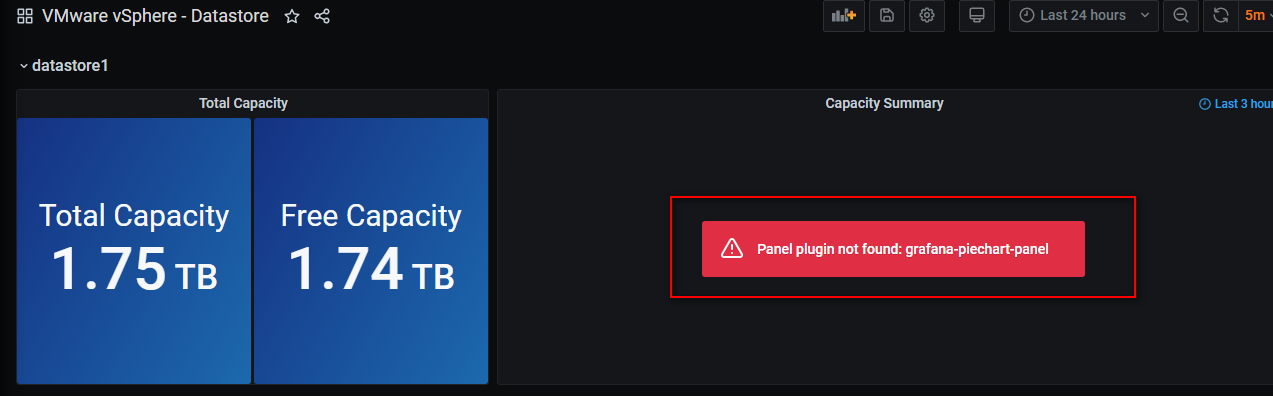 VMware vSphere - Datastore
Last 24 hours
5m
datastore1
Total Capacity
Total Capacity
1.75 TB
Free Capacity
1.74 TB
Capacity Summary
Last 3 hour
Panel plugin not found: grafana-piechart-panel